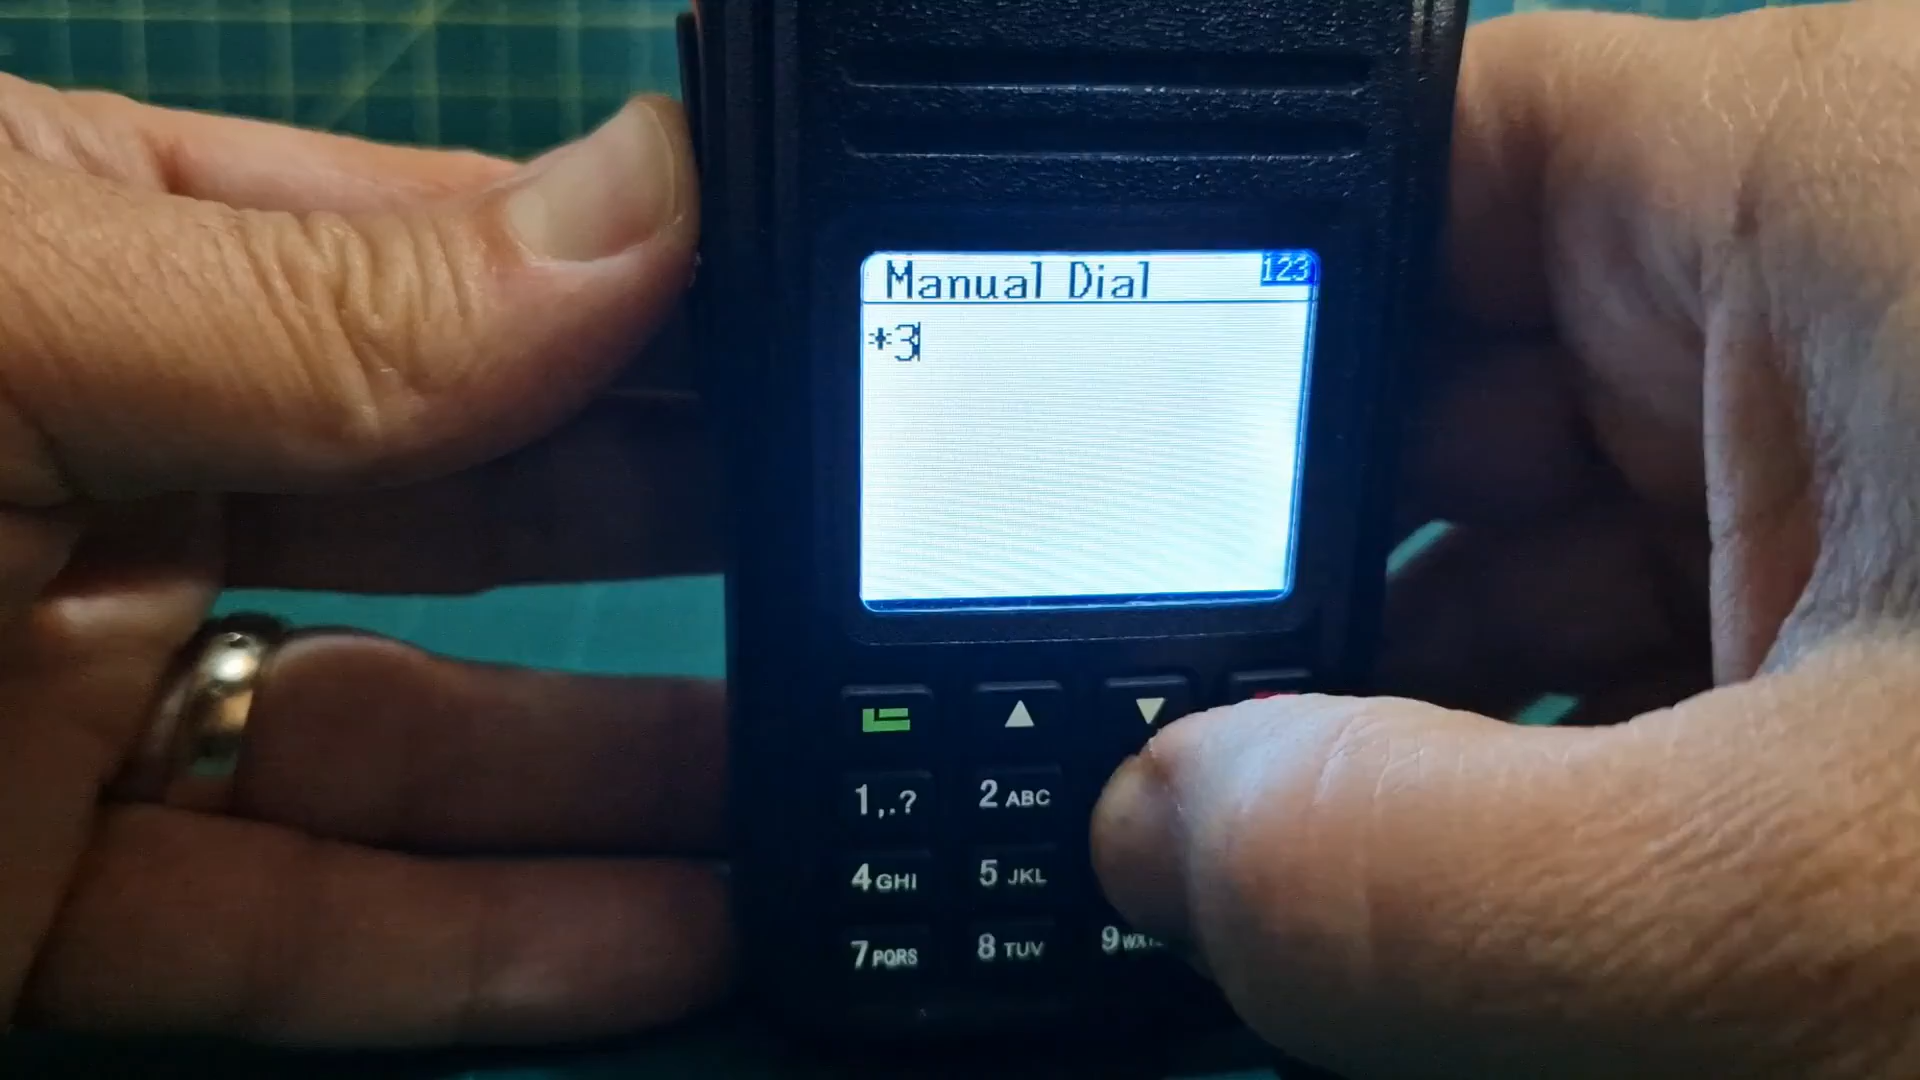 Manual Dial 123
*3
1,.? 2 ABC
4 GHI 5 JKL
7 PQRS 8 TUV 9